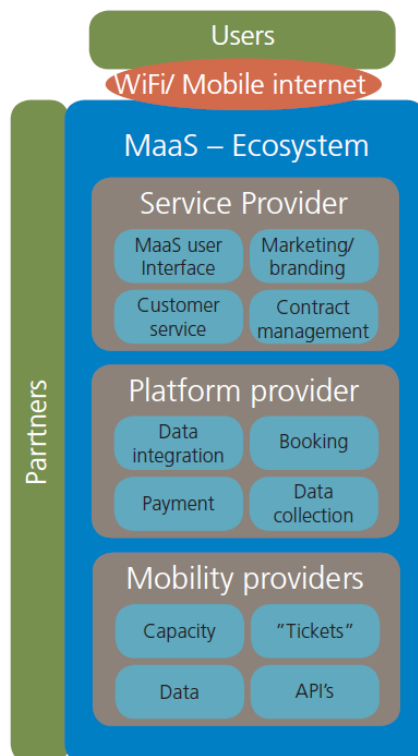 Users
WiFi/ Mobile internet
MaaS – Ecosystem
Service Provider
MaaS user
Interface
Marketing/
branding
Customer
service
Contract
management
Parrtners
Platform provider
Data
integration
Booking
Payment
Data
collection
Mobility providers
Capacity
”Tickets”
Data
API’s